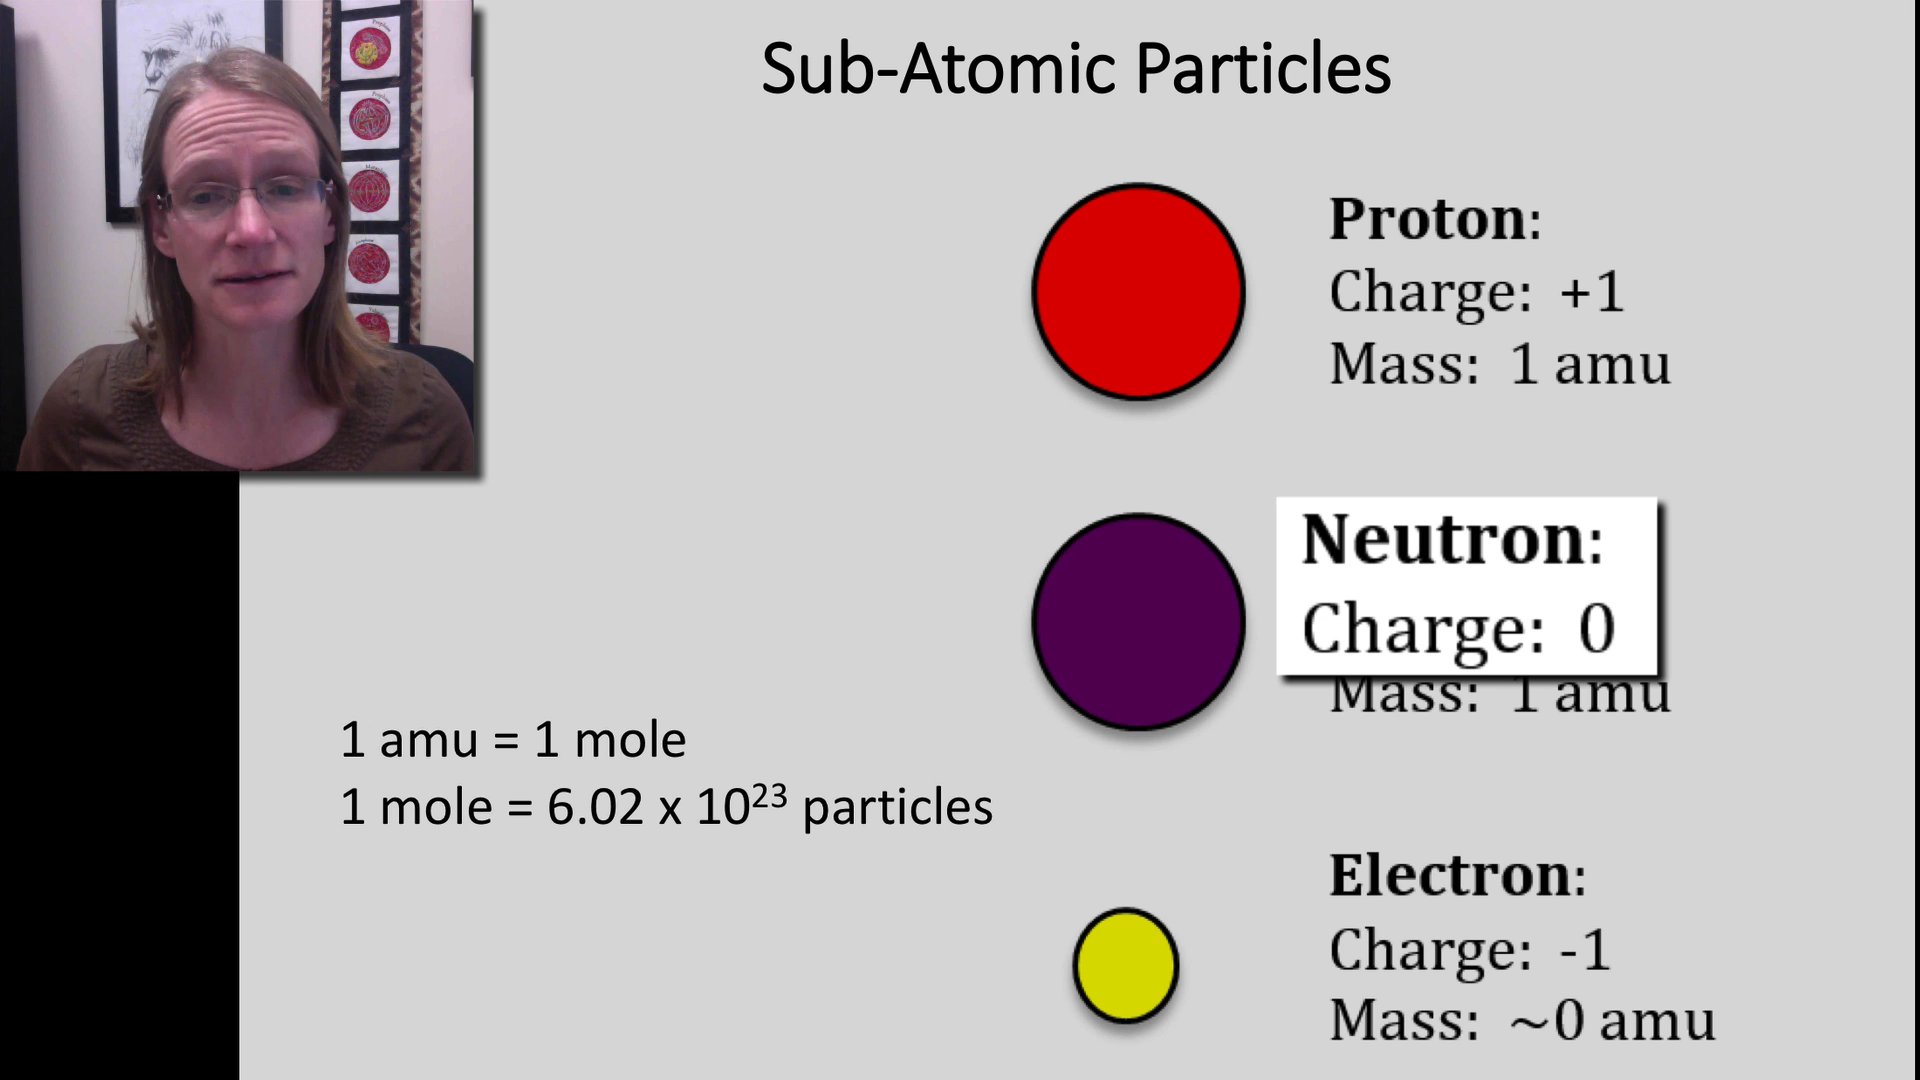 Sub-Atomic Particles
Proton:
Charge: +1
Mass: 1 amu
Neutron:
Charge: 0
Mass: 1 amu
1 amu = 1 mole
1 mole = 6.02 x 10²³ particles
Electron:
Charge: -1
Mass: ~0 amu